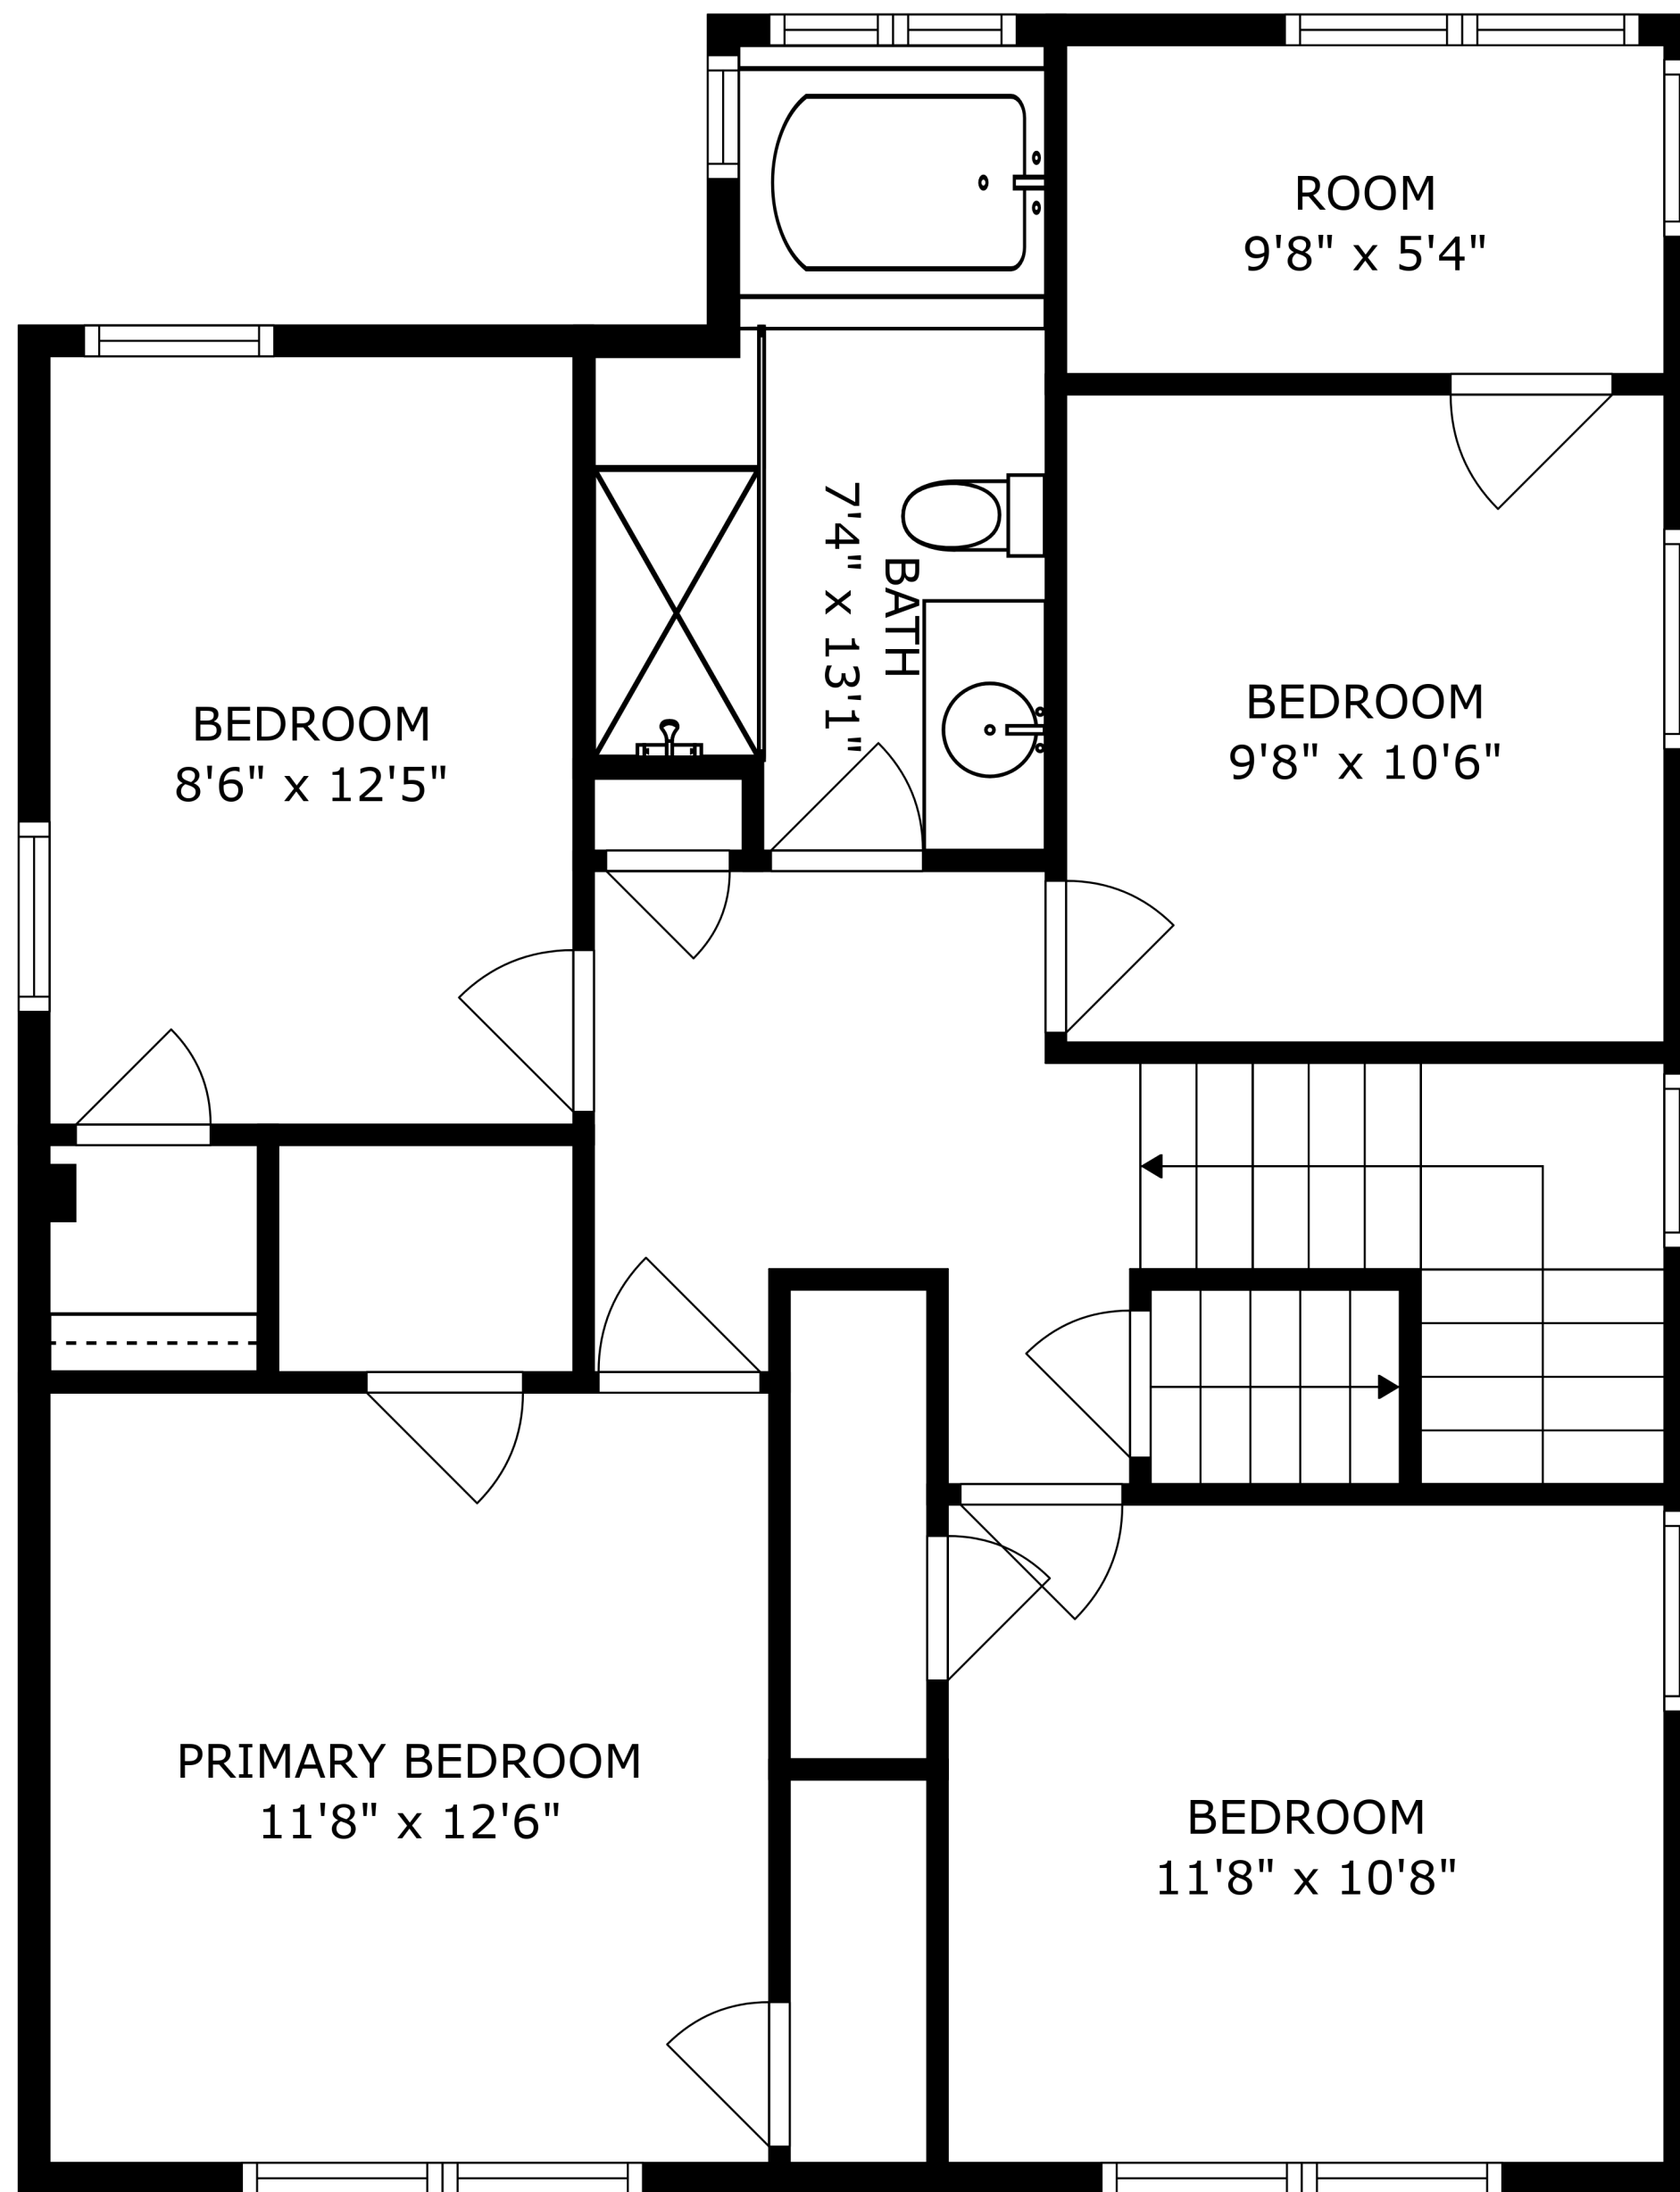 ROOM
9'8" x 5'4"
BATH
7'4" x 13'1"
BEDROOM
8'6" x 12'5"
BEDROOM
9'8" x 10'6"
PRIMARY BEDROOM
11'8" x 12'6"
BEDROOM
11'8" x 10'8"